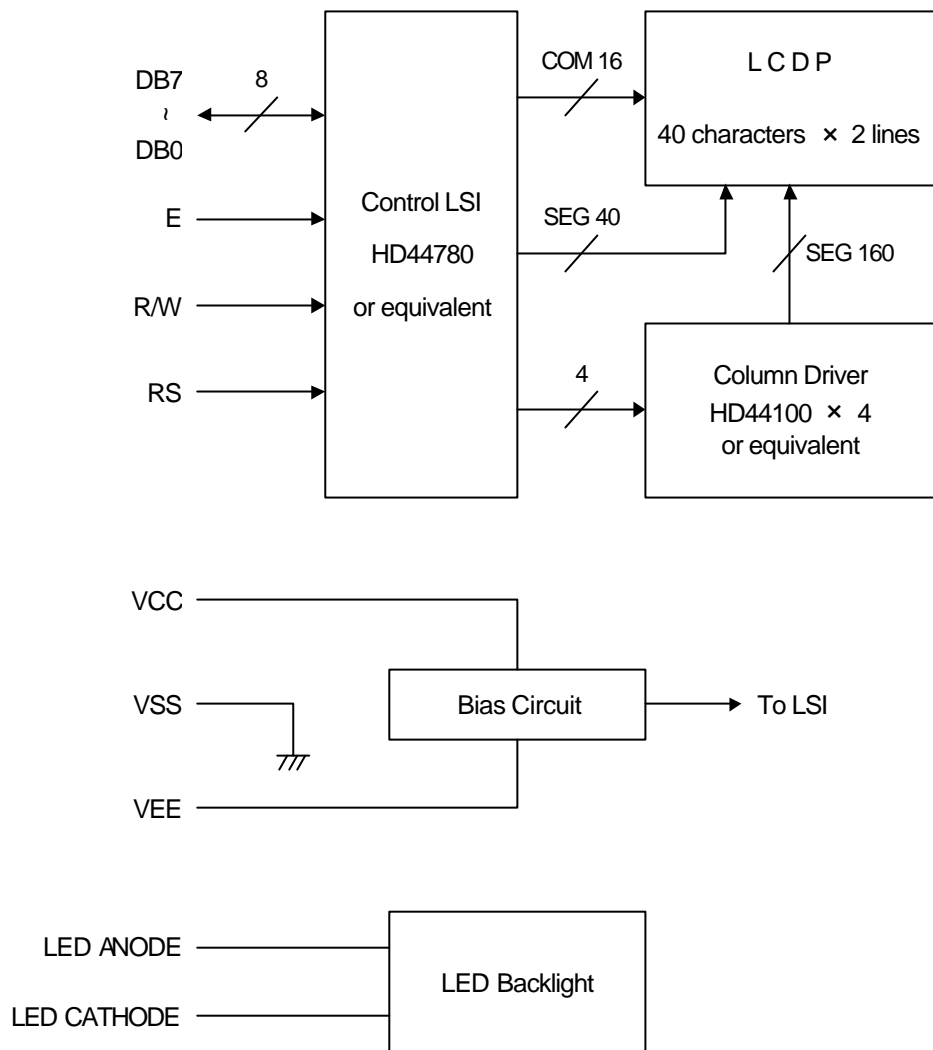 DB7
~
DB0
8
E
R/W
RS
Control LSI
HD44780
or equivalent
COM 16
SEG 40
4
L C D P
40 characters × 2 lines
SEG 160
Column Driver
HD44100 × 4
or equivalent
VCC
VSS
VEE
Bias Circuit
To LSI
LED ANODE
LED CATHODE
LED Backlight